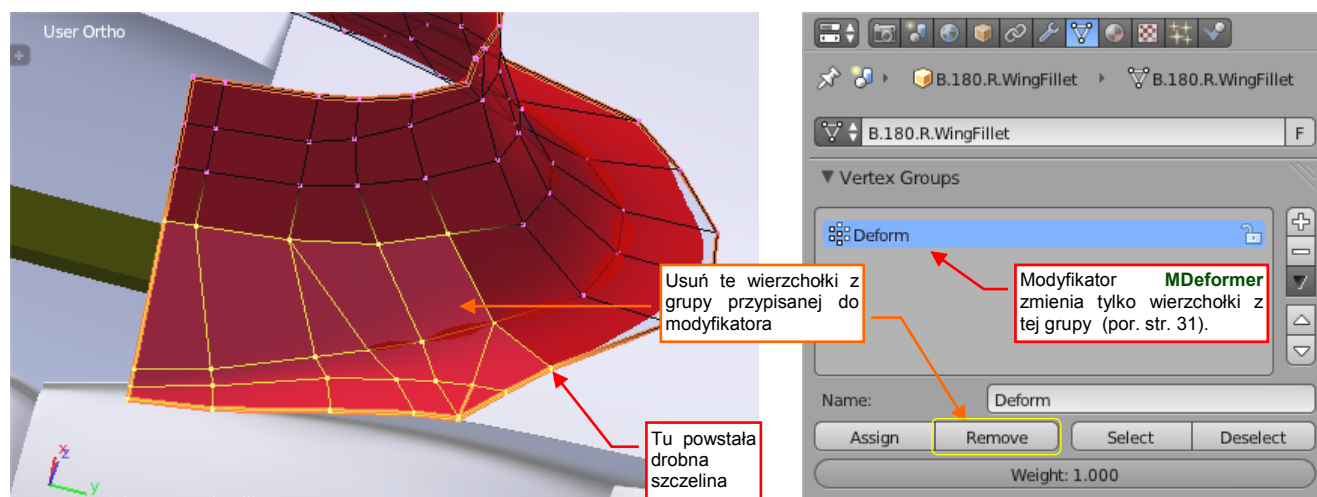 User Ortho
B.180.R.WingFillet
B.180.R.WingFillet
B.180.R.WingFillet
F
Vertex Groups
Deform
Usuń te wierzchołki z
grupy przypisanej do
modyfikatora
Modyfikator MDeformer
zmienia tylko wierzchołki z
tej grupy (por. str. 31).
Name:
Deform
Assign
Remove
Select
Deselect
Weight: 1.000
Tu powstała
drobna
szczelina
x
z
y